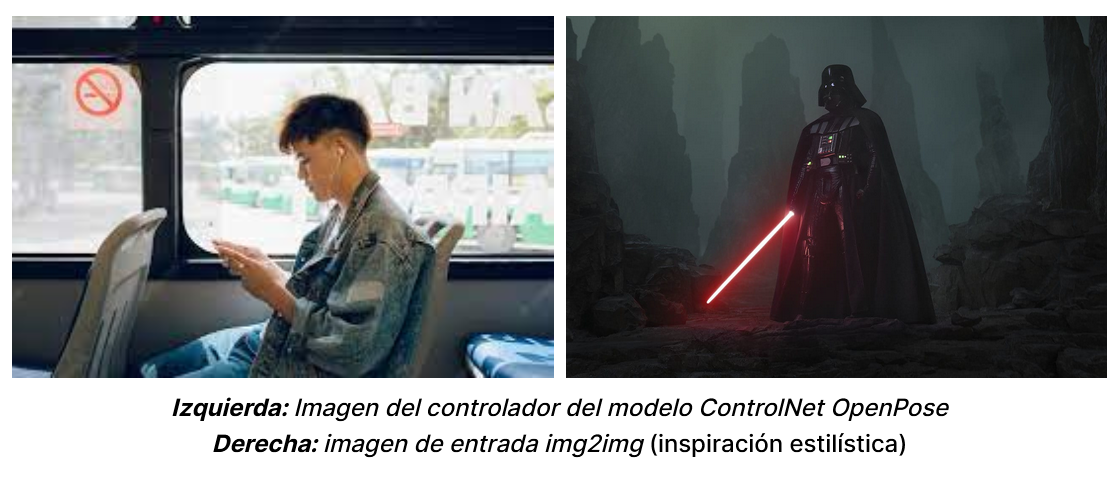 Izquierda: Imagen del controlador del modelo ControlNet OpenPose
Derecha: imagen de entrada img2img (inspiración estilística)